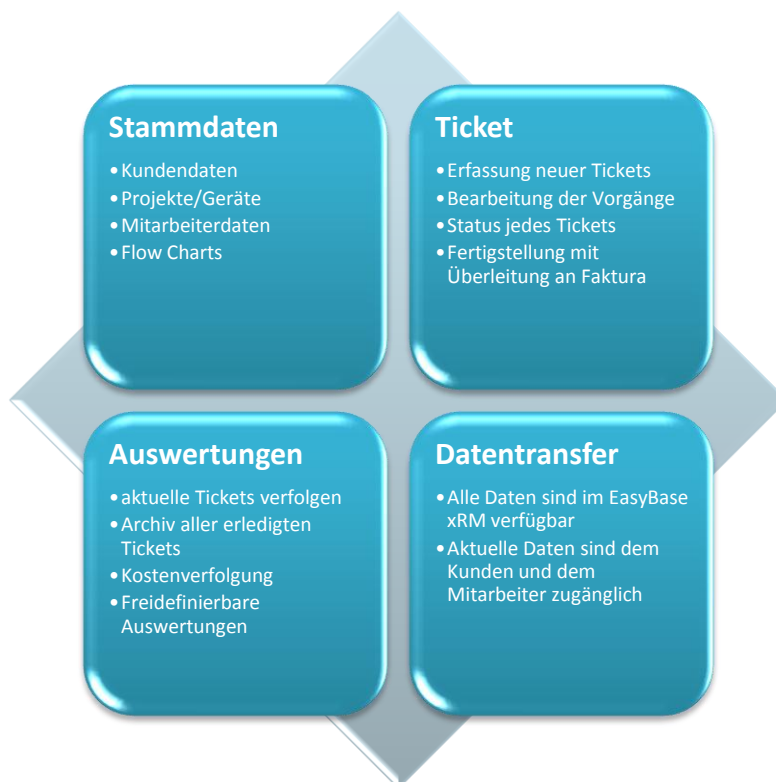 Stammdaten
•Kundendaten
•Projekte/Geräte
•Mitarbeiterdaten
•Flow Charts
Ticket
•Erfassung neuer Tickets
•Bearbeitung der Vorgänge
•Status jedes Tickets
•Fertigstellung mit
Überleitung an Faktura
Auswertungen
•aktuelle Tickets verfolgen
•Archiv aller erledigten
Tickets
•Kostenverfolgung
•Freidefinierbare
Auswertungen
Datentransfer
•Alle Daten sind im EasyBase
xRM verfügbar
•Aktuelle Daten sind dem
Kunden und dem
Mitarbeiter zugänglich